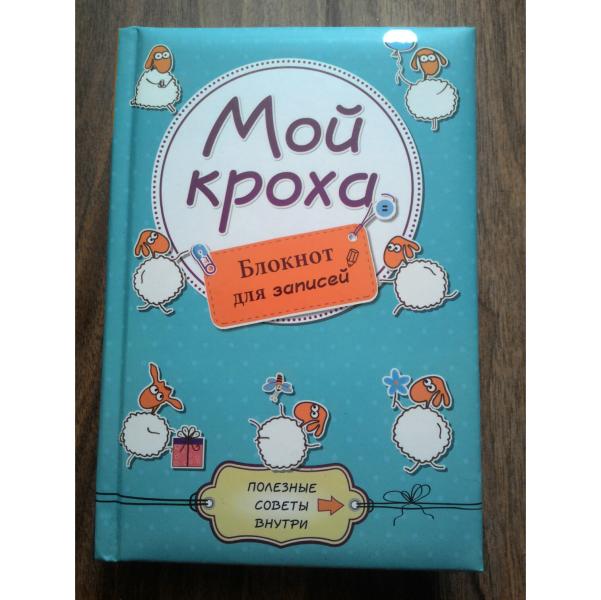 Мой
кроха
Блокнот
для записей
ПОЛЕЗНЫЕ
СОВЕТЫ
ВНУТРИ